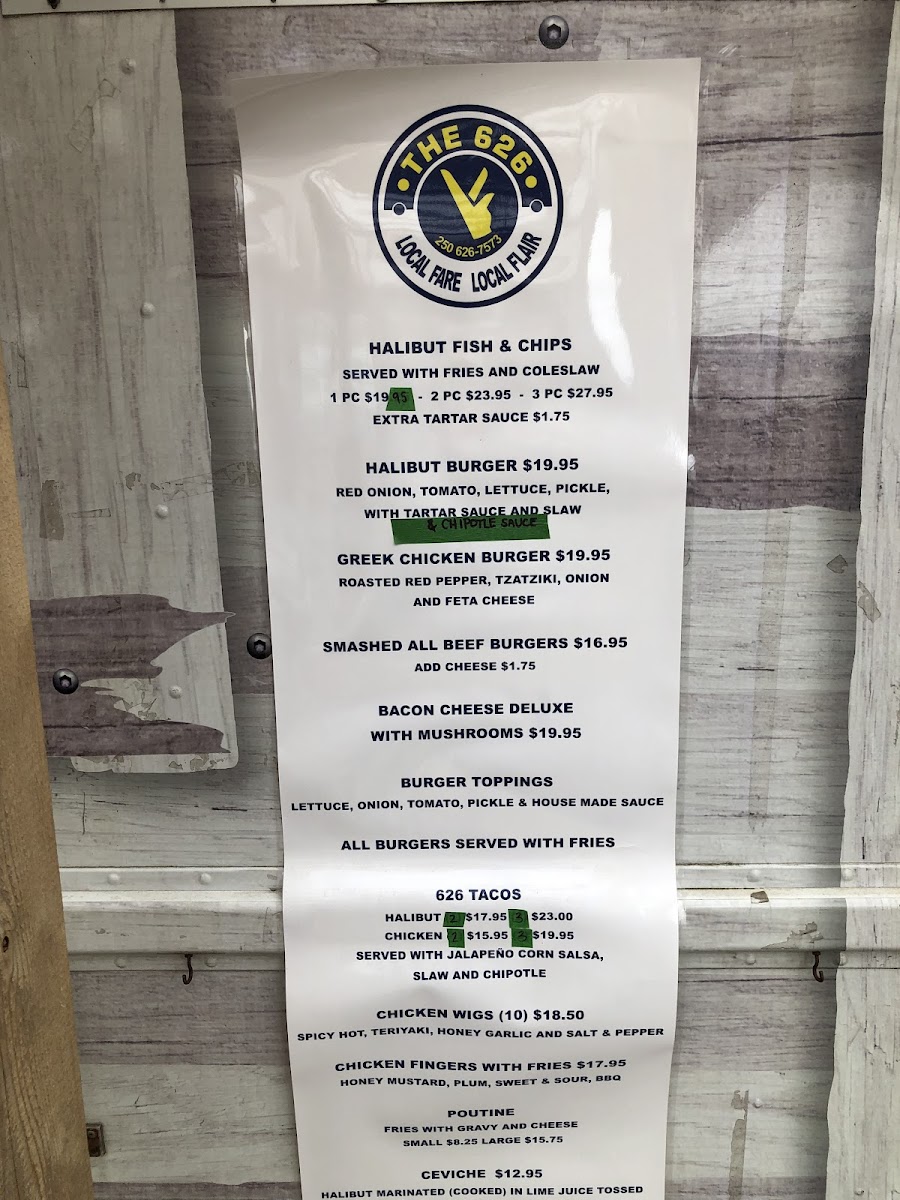 THE 626
250 626-7573
LOCAL FARE LOCAL FLAIR
HALIBUT FISH & CHIPS
SERVED WITH FRIES AND COLESLAW
1 PC $19 95 - 2 PC $23.95 - 3 PC $27.95
EXTRA TARTAR SAUCE $1.75
HALIBUT BURGER $19.95
RED ONION, TOMATO, LETTUCE, PICKLE,
WITH TARTAR SAUCE AND SLAW
& CHIPOTLE SAUCE
GREEK CHICKEN BURGER $19.95
ROASTED RED PEPPER, TZATZIKI, ONION
AND FETA CHEESE
SMASHED ALL BEEF BURGERS $16.95
ADD CHEESE $1.75
BACON CHEESE DELUXE
WITH MUSHROOMS $19.95
BURGER TOPPINGS
LETTUCE, ONION, TOMATO, PICKLE & HOUSE MADE SAUCE
ALL BURGERS SERVED WITH FRIES
626 TACOS
HALIBUT 2 $17.95 3 $23.00
CHICKEN 2 $15.95 3 $19.95
SERVED WITH JALAPEÑO CORN SALSA,
SLAW AND CHIPOTLE
CHICKEN WIGS (10) $18.50
SPICY HOT, TERIYAKI, HONEY GARLIC AND SALT & PEPPER
CHICKEN FINGERS WITH FRIES $17.95
HONEY MUSTARD, PLUM, SWEET & SOUR, BBQ
POUTINE
FRIES WITH GRAVY AND CHEESE
SMALL $8.25 LARGE $15.75
CEVICHE $12.95
HALIBUT MARINATED (COOKED) IN LIME JUICE TOSSED